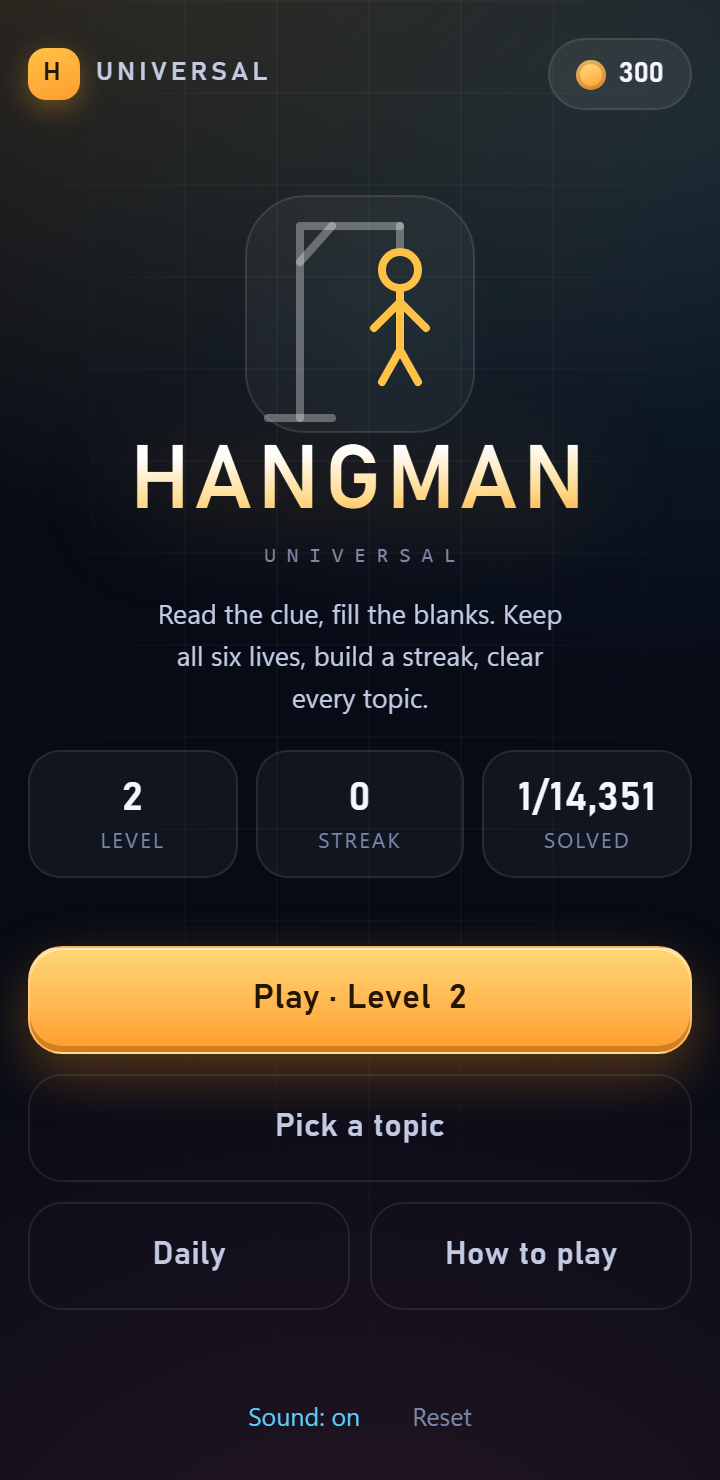 H UNIVERSAL
300
HANGMAN
UNIVERSAL
Read the clue, fill the blanks. Keep
all six lives, build a streak, clear
every topic.
2
LEVEL
0
STREAK
1/14,351
SOLVED
Play · Level 2
Pick a topic
Daily
How to play
Sound: on
Reset